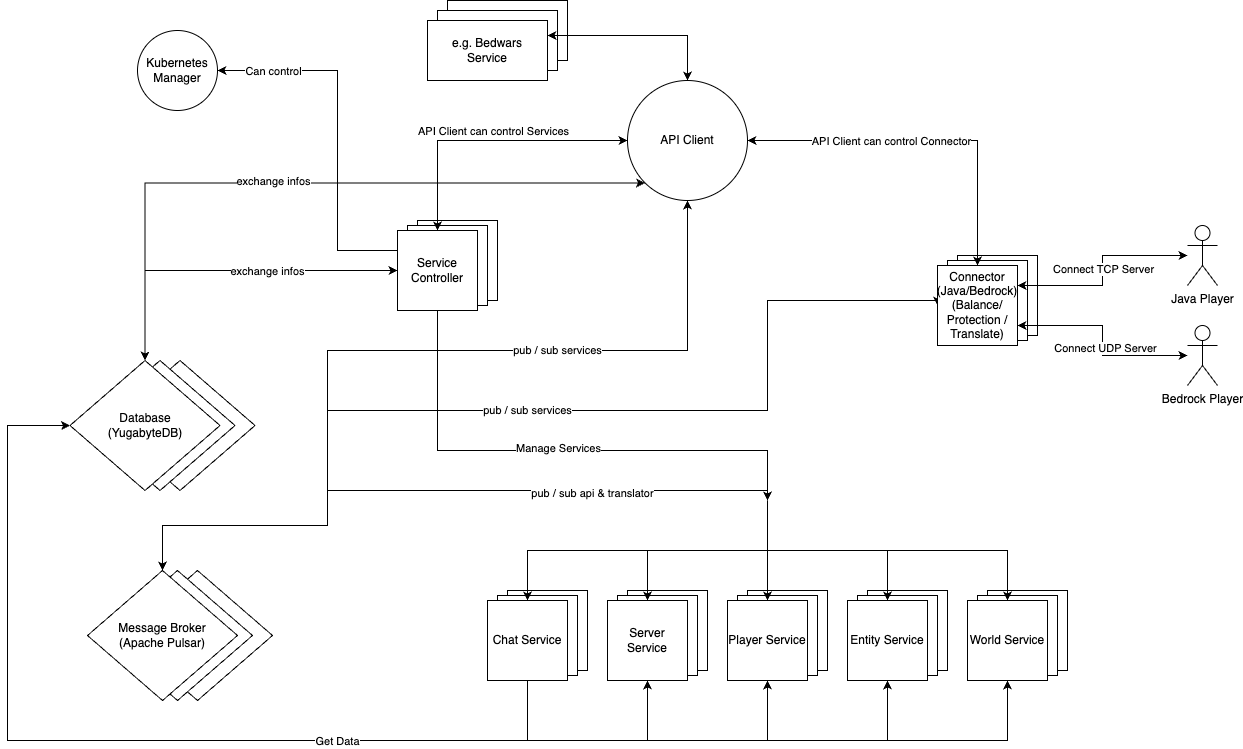 e.g. Bedwars
Service
Kubernetes
Manager
Can control
API Client can control Services
API Client
API Client can control Connector
exchange infos
Service
Controller
exchange infos
Connector
(Java/Bedrock)
(Balance/
Protection /
Translate)
Connect TCP Server
Java Player
Connect UDP Server
Bedrock Player
pub / sub services
pub / sub services
Database
(YugabyteDB)
Manage Services
pub / sub api & translator
Message Broker
(Apache Pulsar)
Chat Service
Server
Service
Player Service
Entity Service
World Service
Get Data